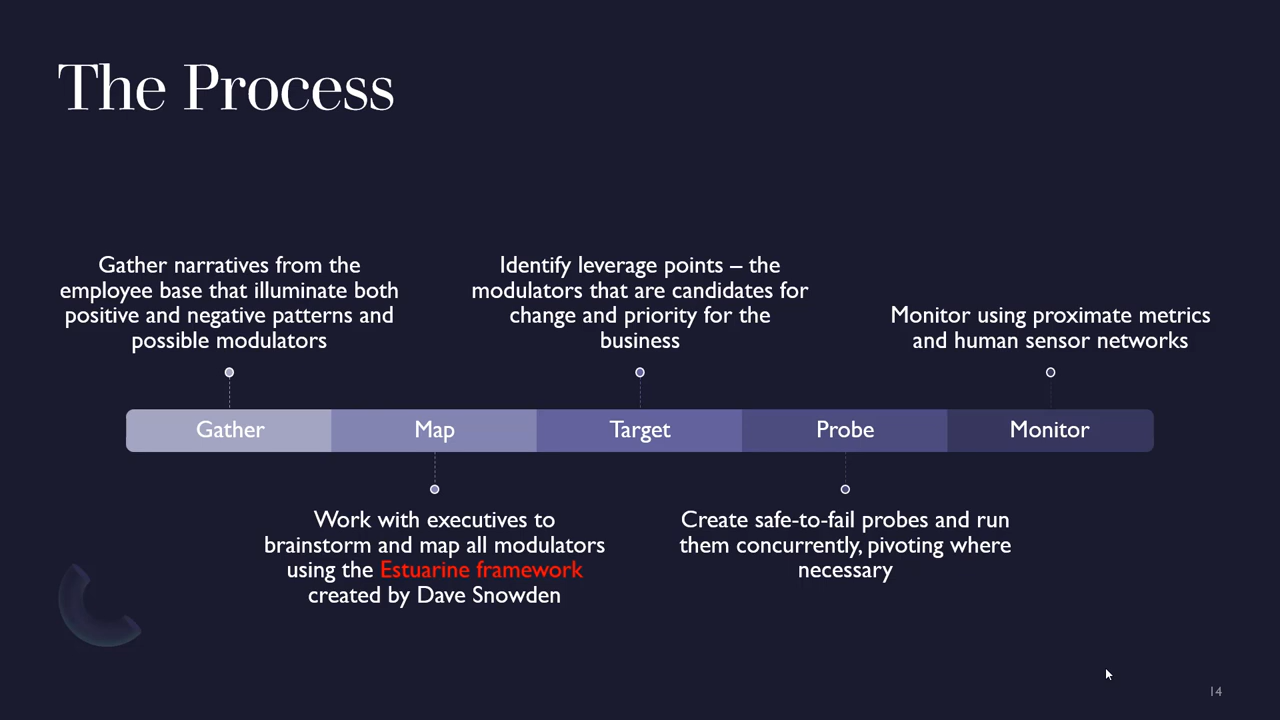 The Process
Gather narratives from the
employee base that illuminate both
positive and negative patterns and
possible modulators
Identify leverage points – the
modulators that are candidates for
change and priority for the
business
Monitor using proximate metrics
and human sensor networks
Gather
Map
Target
Probe
Monitor
Work with executives to
brainstorm and map all modulators
using the Estuarine framework
created by Dave Snowden
Create safe-to-fail probes and run
them concurrently, pivoting where
necessary
14